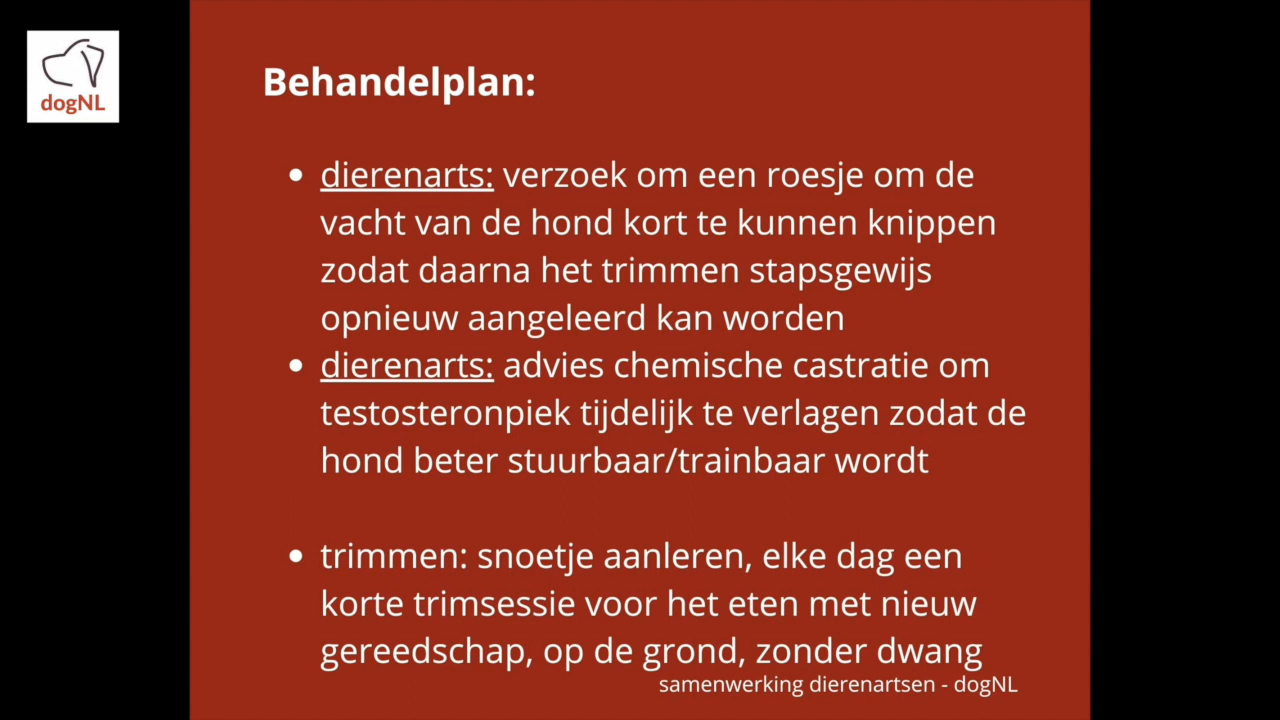 dogNL
Behandelplan:
• dierenarts: verzoek om een roesje om de
vacht van de hond kort te kunnen knippen
zodat daarna het trimmen stapsgewijs
opnieuw aangeleerd kan worden
• dierenarts: advies chemische castratie om
testosteronpiek tijdelijk te verlagen zodat de
hond beter stuurbaar/trainbaar wordt
• trimmen: snoetje aanleren, elke dag een
korte trimsessie voor het eten met nieuw
gereedschap, op de grond, zonder dwang
samenwerking dierenartsen - dogNL